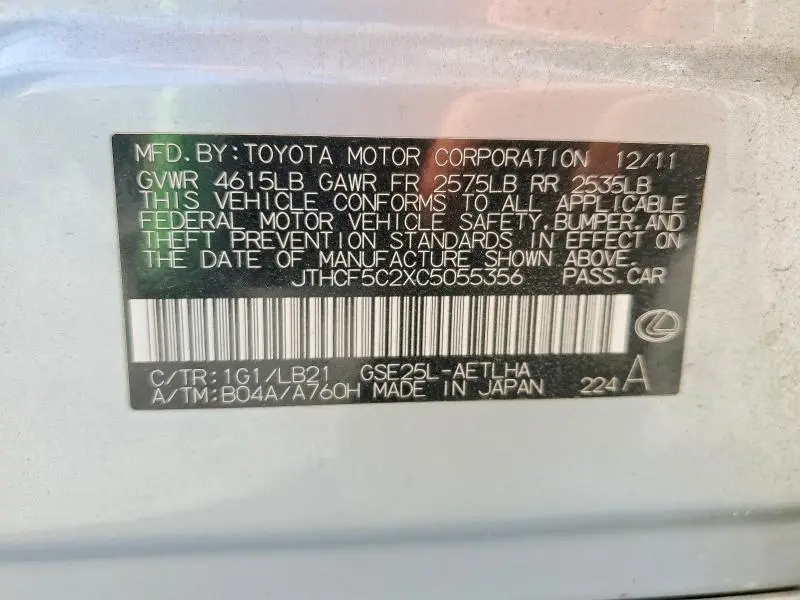 MFD. BY: TOYOTA MOTOR CORPORATION 12/11
GVWR 4615LB GAWR FR 2575LB RR 2535LB
THIS VEHICLE CONFORMS TO ALL APPLICABLE
FEDERAL MOTOR VEHICLE SAFETY, BUMPER, AND
THEFT PREVENTION STANDARDS IN EFFECT ON
THE DATE OF MANUFACTURE SHOWN ABOVE.
JTHCF5C2XC5055356 PASS. CAR
C/TR: 1G1/LB21 GSE25L-AETLHA
A/TM: B04A/A760H MADE IN JAPAN 224 A